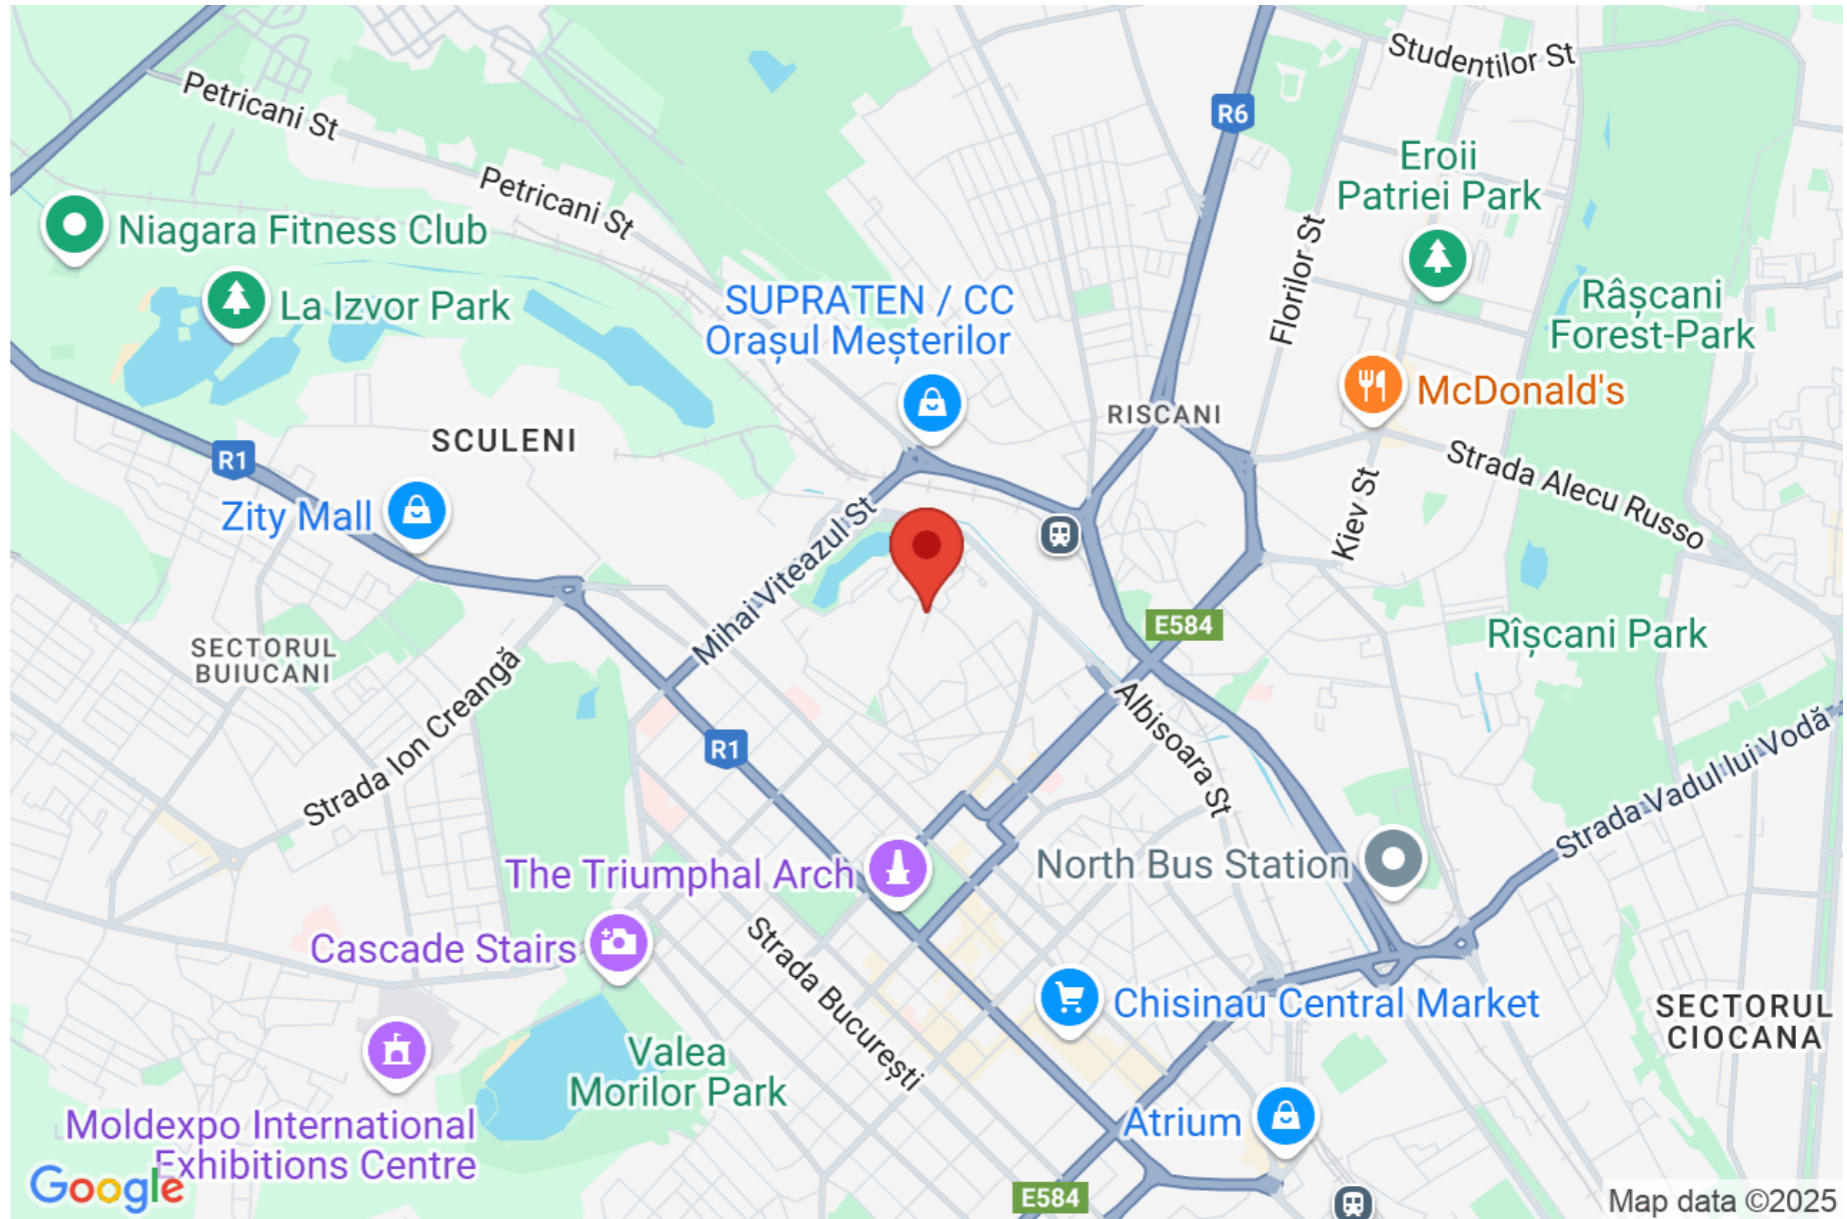 Studentilor St
Petricani St
R6
Eroii
Patriei Park
Petricani St
Niagara Fitness Club
Florilor St
La Izvor Park
SUPRATEN / CC
Orașul Meșterilor
Râșcani
Forest-Park
McDonald's
RISCANI
SCULENI
R1
Strada Alecu Russo
Zity Mall
Kiev St
Mihai Viteazul St
E584
Rîșcani Park
SECTORUL
BUIUCANI
Strada Ion Creangă
Albisoara St
R1
Strada Vadul lui Vodă
The Triumphal Arch
North Bus Station
Cascade Stairs
Strada București
Chisinau Central Market
SECTORUL
CIOCANA
Valea
Morilor Park
Moldexpo International
Exhibitions Centre
Atrium
Google
E584
Map data ©2025